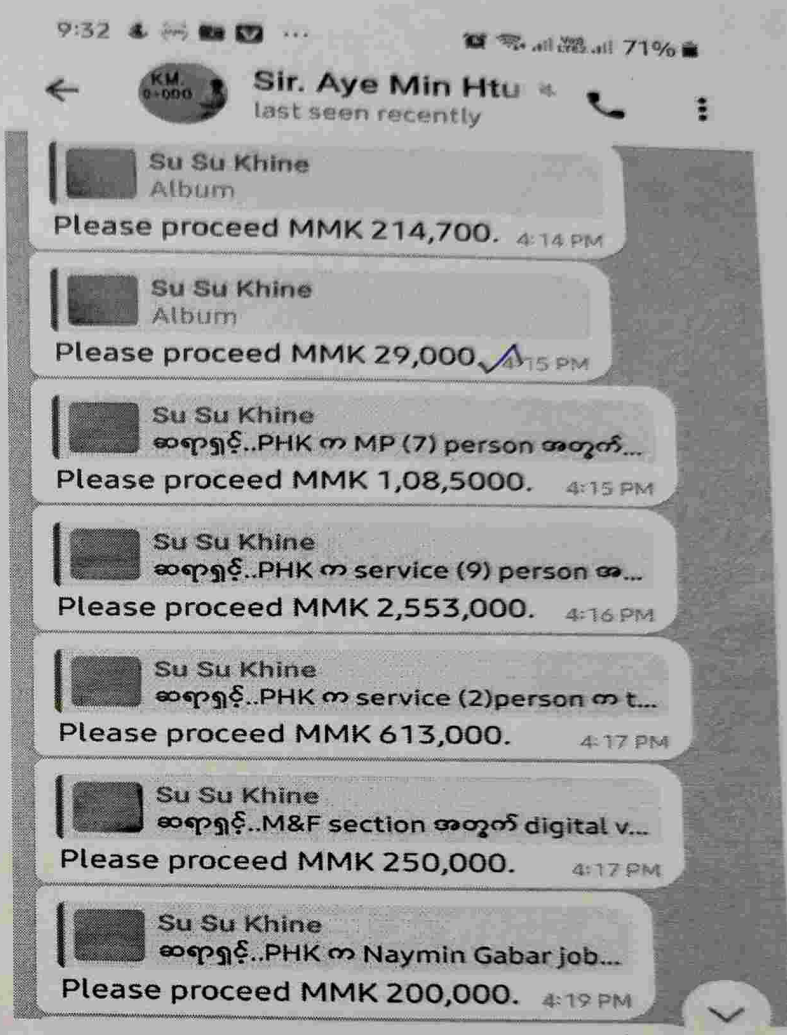 9:32 ... 71%
KM.
0+000
Sir. Aye Min Htu
last seen recently
Su Su Khine
Album
Please proceed MMK 214,700. 4:14 PM
Su Su Khine
Album
Please proceed MMK 29,000. 4:15 PM
Su Su Khine
ဆရာရှင့်..PHK က MP (7) person အတွက်...
Please proceed MMK 1,08,5000. 4:15 PM
Su Su Khine
ဆရာရှင့်..PHK က service (9) person အ...
Please proceed MMK 2,553,000. 4:16 PM
Su Su Khine
ဆရာရှင့်..PHK က service (2)person က t...
Please proceed MMK 613,000. 4:17 PM
Su Su Khine
ဆရာရှင့်..M&F section အတွက် digital v...
Please proceed MMK 250,000. 4:17 PM
Su Su Khine
ဆရာရှင့်..PHK က Naymin Gabar job...
Please proceed MMK 200,000. 4:19 PM